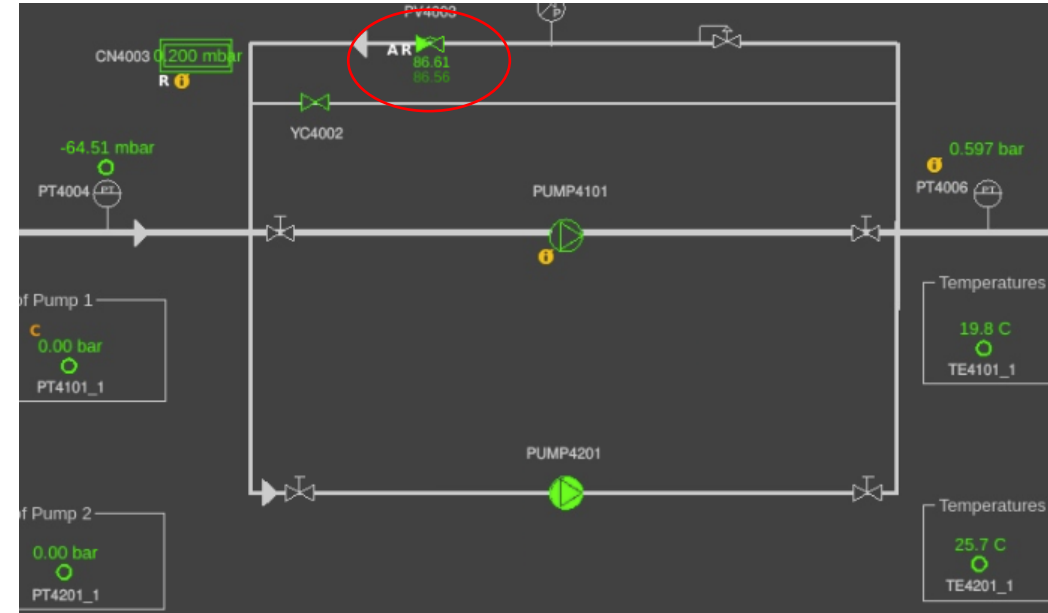 PV4003
P
CN4003 0.200 mbar
R i
AR
86.61
86.56
YC4002
-64.51 mbar
PT4004 PT
PUMP4101
i
i 0.597 bar
PT4006 PT
of Pump 1
C
0.00 bar
PT4101_1
Temperatures
19.8 C
TE4101_1
PUMP4201
of Pump 2
0.00 bar
PT4201_1
Temperatures
25.7 C
TE4201_1